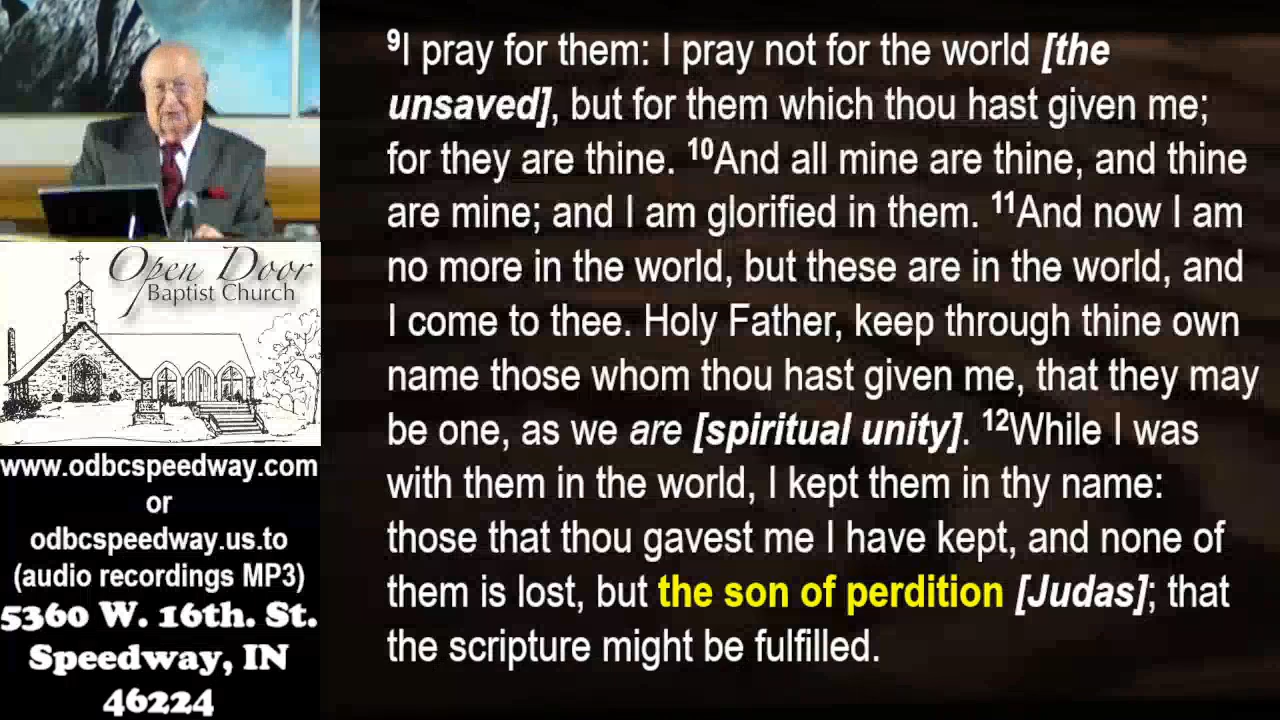 Open Door
Baptist Church
www.odbcspeedway.com
or
odbcspeedway.us.to
(audio recordings MP3)
5360 W. 16th. St.
Speedway, IN
46224
⁹I pray for them: I pray not for the world [the
unsaved], but for them which thou hast given me;
for they are thine. ¹⁰And all mine are thine, and thine
are mine; and I am glorified in them. ¹¹And now I am
no more in the world, but these are in the world, and
I come to thee. Holy Father, keep through thine own
name those whom thou hast given me, that they may
be one, as we are [spiritual unity]. ¹²While I was
with them in the world, I kept them in thy name:
those that thou gavest me I have kept, and none of
them is lost, but the son of perdition [Judas]; that
the scripture might be fulfilled.